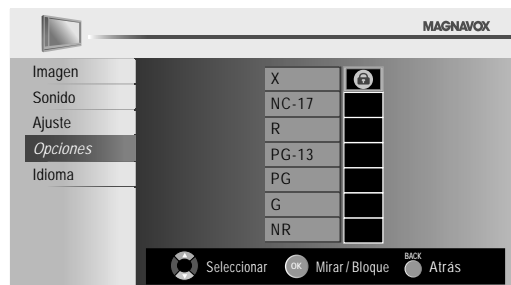 MAGNAVOX
Imagen
Sonido
Ajuste
Opciones
Idioma
X
NC-17
R
PG-13
PG
G
NR
Seleccionar OK Mirar / Bloque BACK Atrás